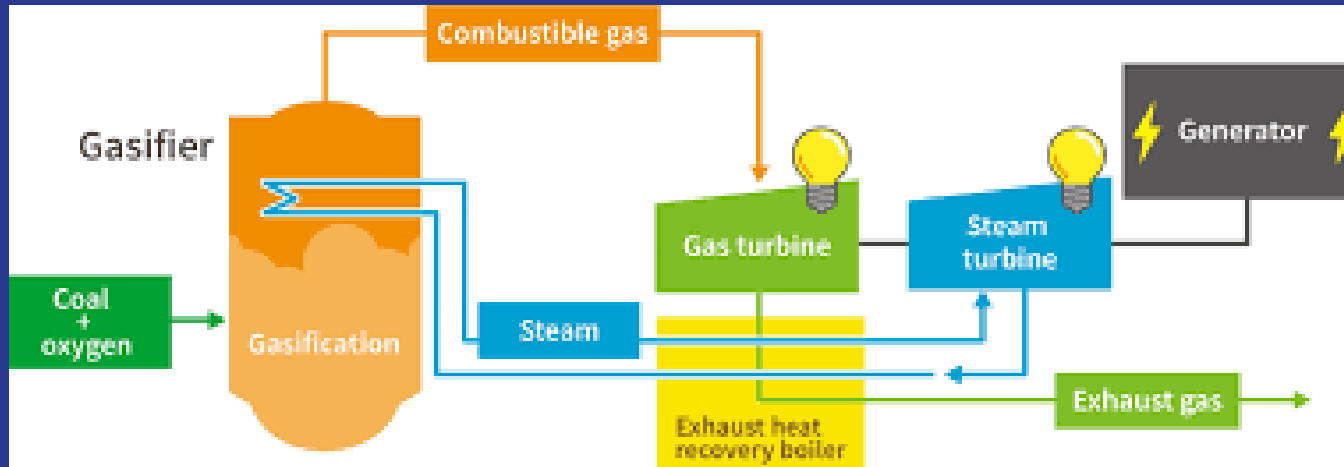 Combustible gas
Gasifier
Generator
Gas turbine
Steam
turbine
Coal
+
oxygen
Gasification
Steam
Exhaust gas
Exhaust heat
recovery boiler